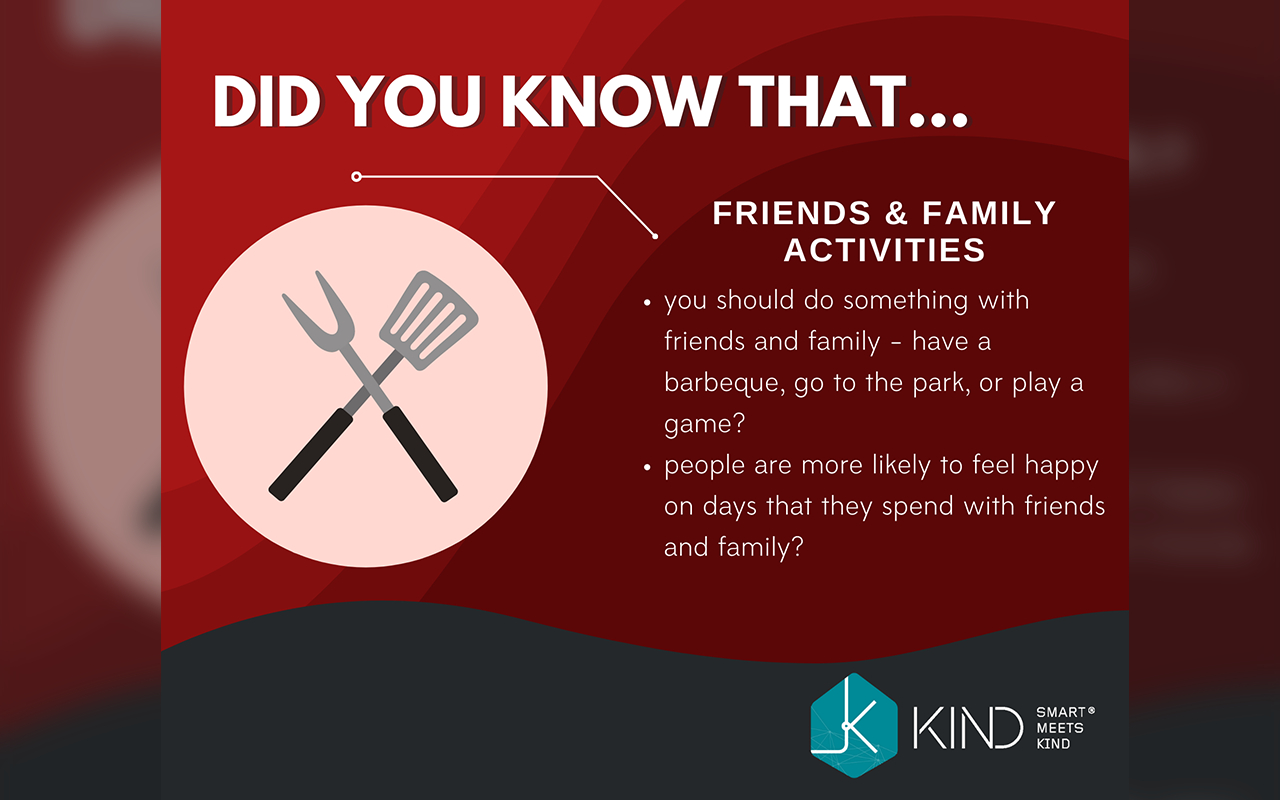 DID YOU KNOW THAT...
FRIENDS & FAMILY
ACTIVITIES
• you should do something with
friends and family - have a
barbeque, go to the park, or play a
game?
• people are more likely to feel happy
on days that they spend with friends
and family?
KIND
SMART®
MEETS
KIND